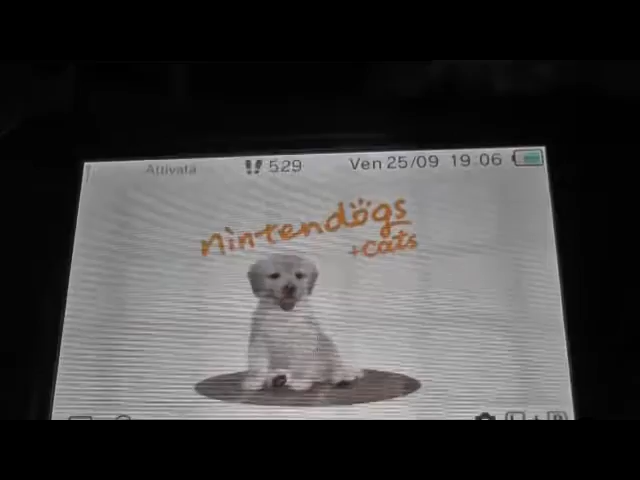 Attivata 529 Ven 25/09 19:06
nintendogs
+cats
L + R